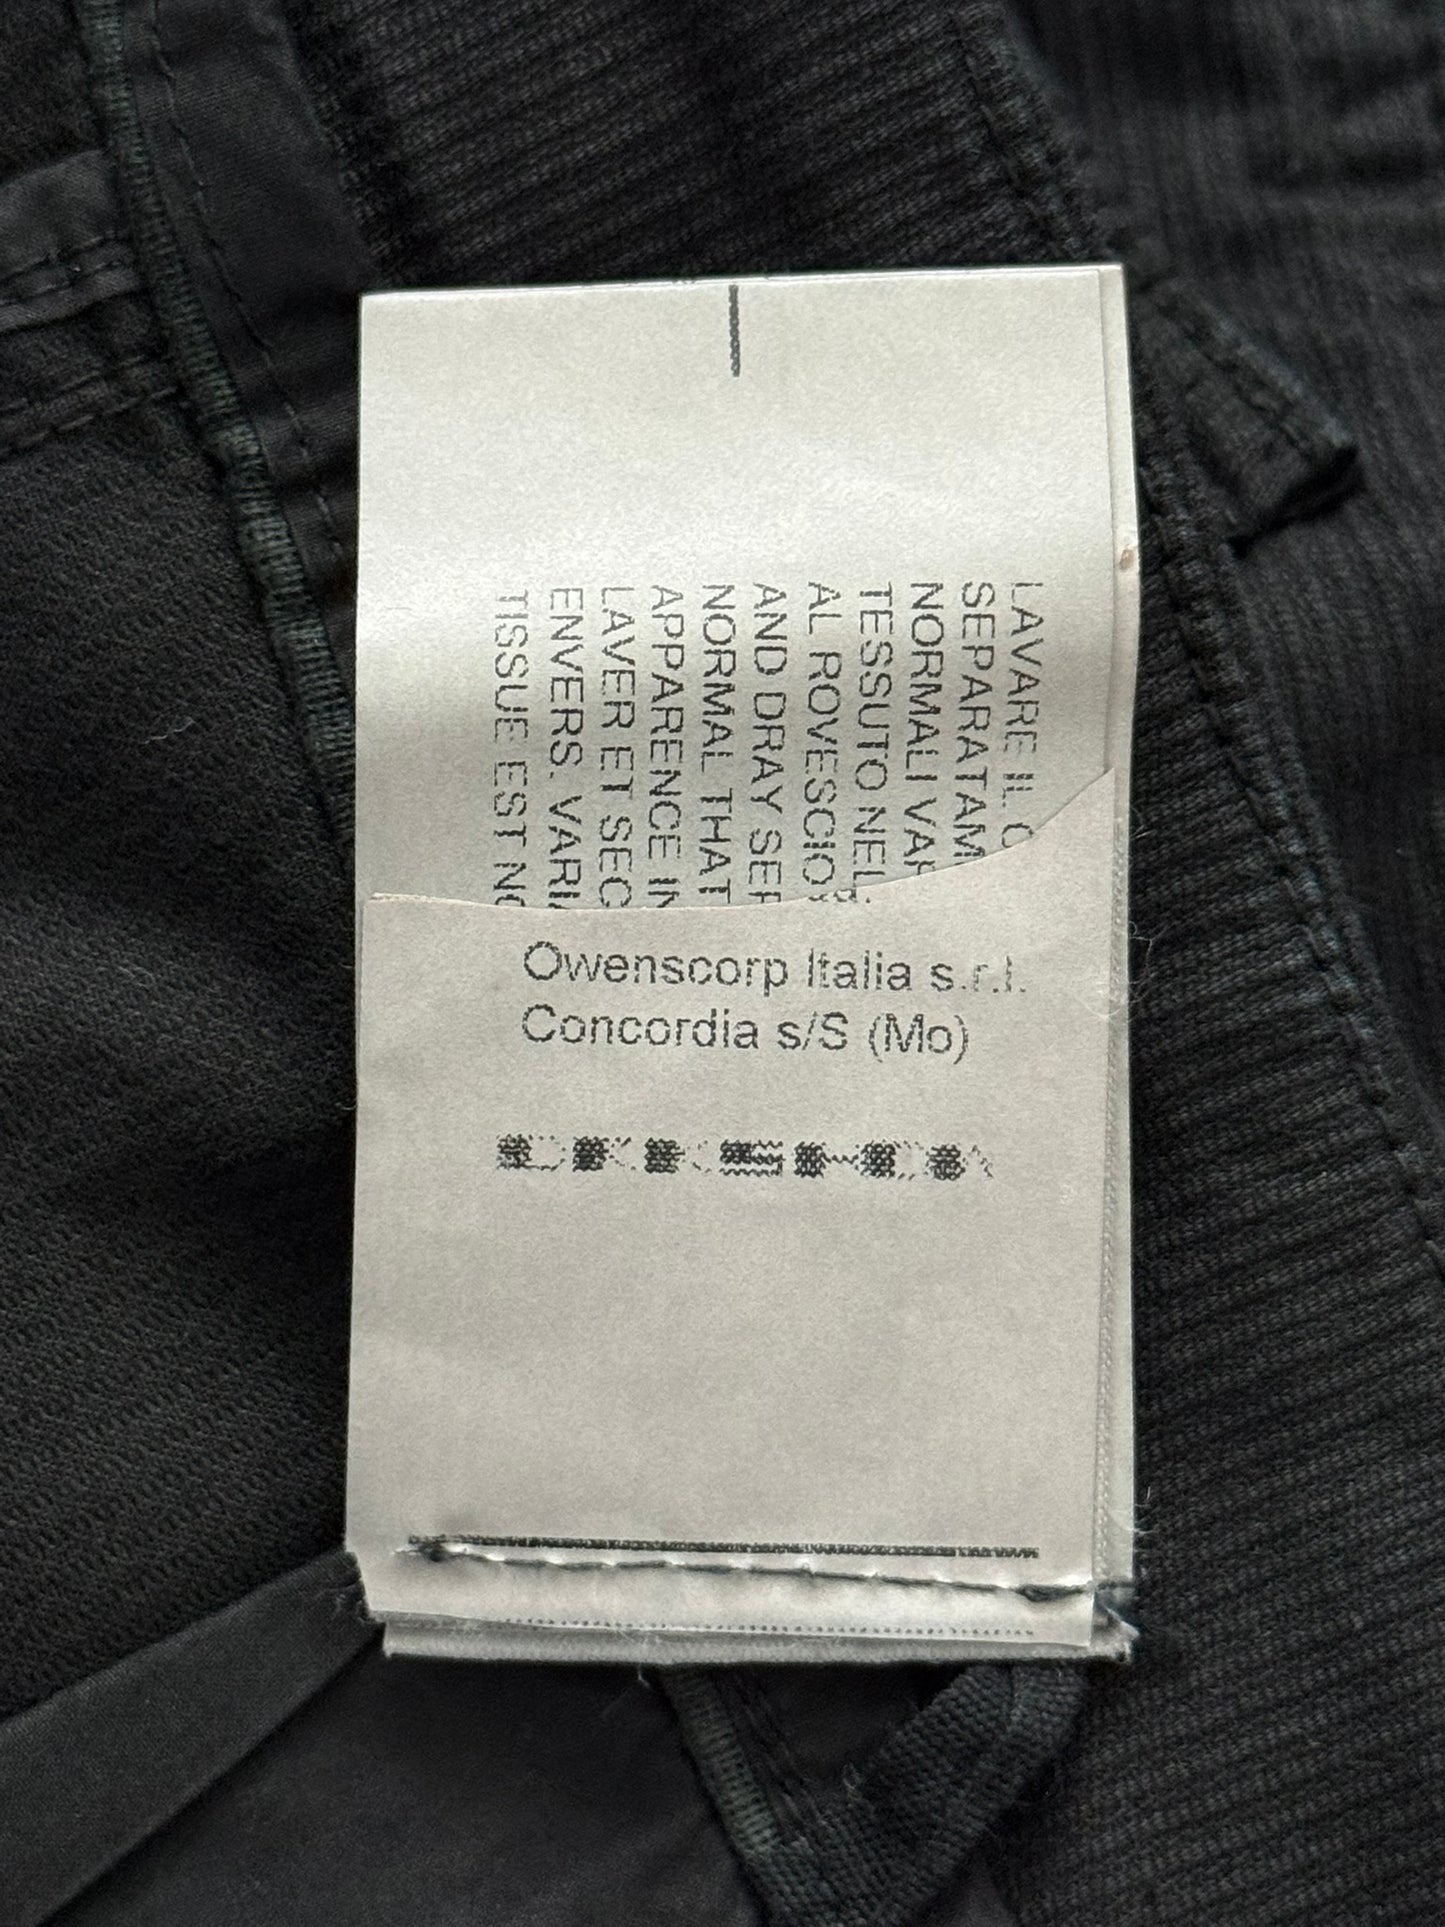 LAVARE IL
SEPARATAM
NORMALI VAR
TESSUTO NEL
AL ROVESCIO
AND DRAY SEP
NORMAL THAT
APPARENCE IN
LAVER ET SEC
ENVERS. VARI
TISSUE EST NO
Owenscorp Italia s.r.l.
Concordia s/S (Mo)